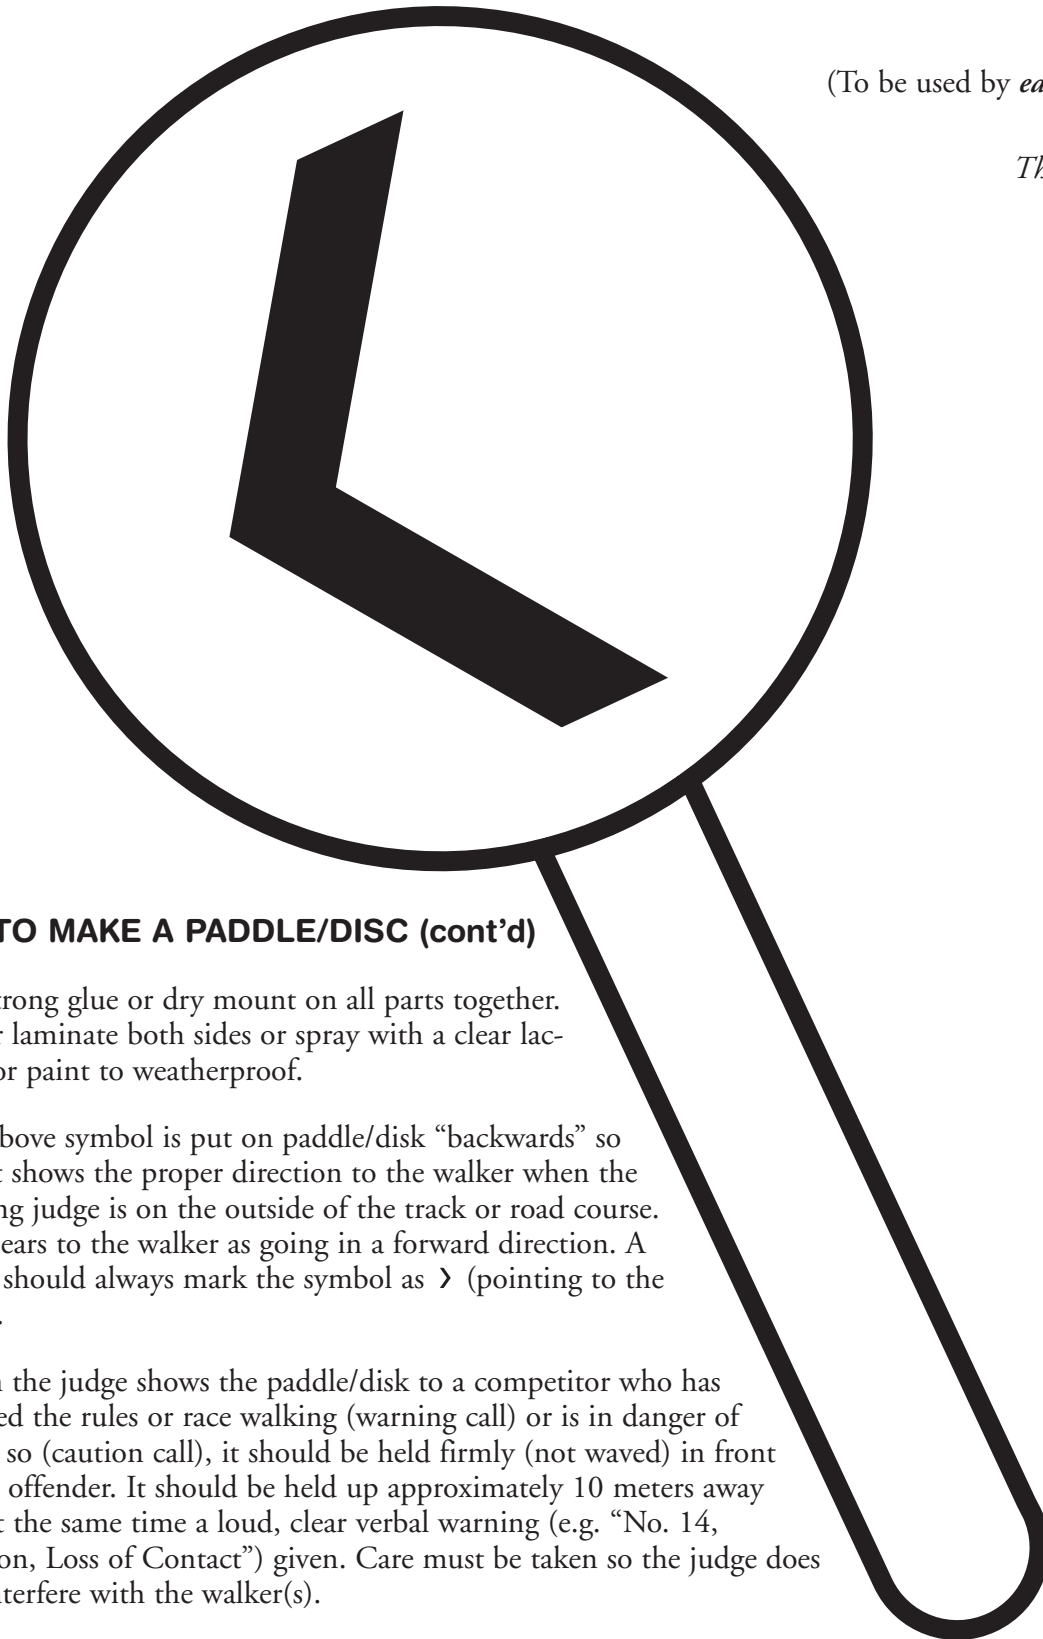 (To be used by ea
Th
TO MAKE A PADDLE/DISC (cont’d)
trong glue or dry mount on all parts together.
r laminate both sides or spray with a clear lac-
or paint to weatherproof.
bove symbol is put on paddle/disk “backwards” so
t shows the proper direction to the walker when the
ng judge is on the outside of the track or road course.
ears to the walker as going in a forward direction. A
should always mark the symbol as › (pointing to the
.
n the judge shows the paddle/disk to a competitor who has
ed the rules or race walking (warning call) or is in danger of
so (caution call), it should be held firmly (not waved) in front
offender. It should be held up approximately 10 meters away
t the same time a loud, clear verbal warning (e.g. “No. 14,
on, Loss of Contact”) given. Care must be taken so the judge does
nterfere with the walker(s).